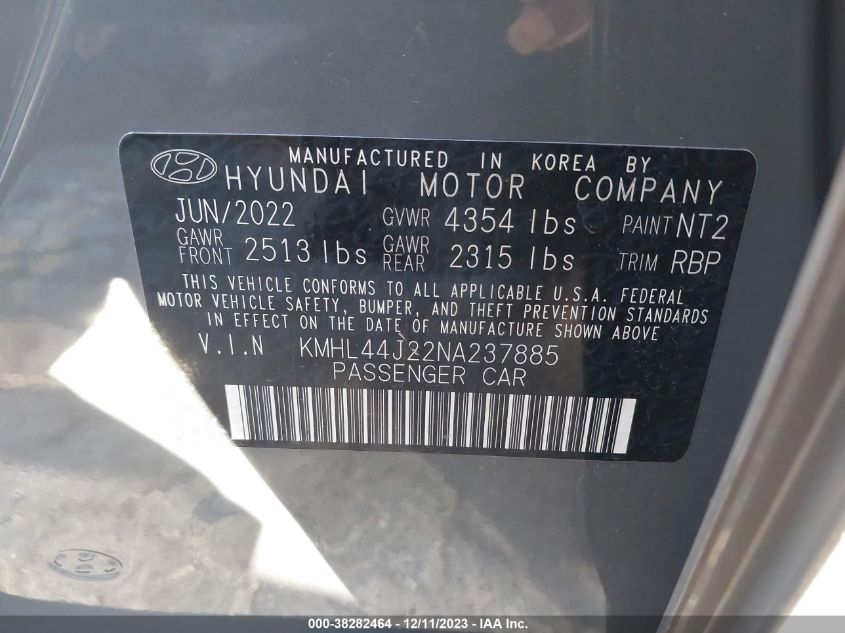 MANUFACTURED IN KOREA BY
HYUNDAI MOTOR COMPANY
JUN/2022 GVWR 4354 lbs PAINT NT2
GAWR FRONT 2513 lbs GAWR REAR 2315 lbs TRIM RBP
THIS VEHICLE CONFORMS TO ALL APPLICABLE U.S.A. FEDERAL
MOTOR VEHICLE SAFETY, BUMPER, AND THEFT PREVENTION STANDARDS
IN EFFECT ON THE DATE OF MANUFACTURE SHOWN ABOVE
V.I.N KMHL44J22NA237885
PASSENGER CAR
000-38282464 - 12/11/2023 - IAA Inc.